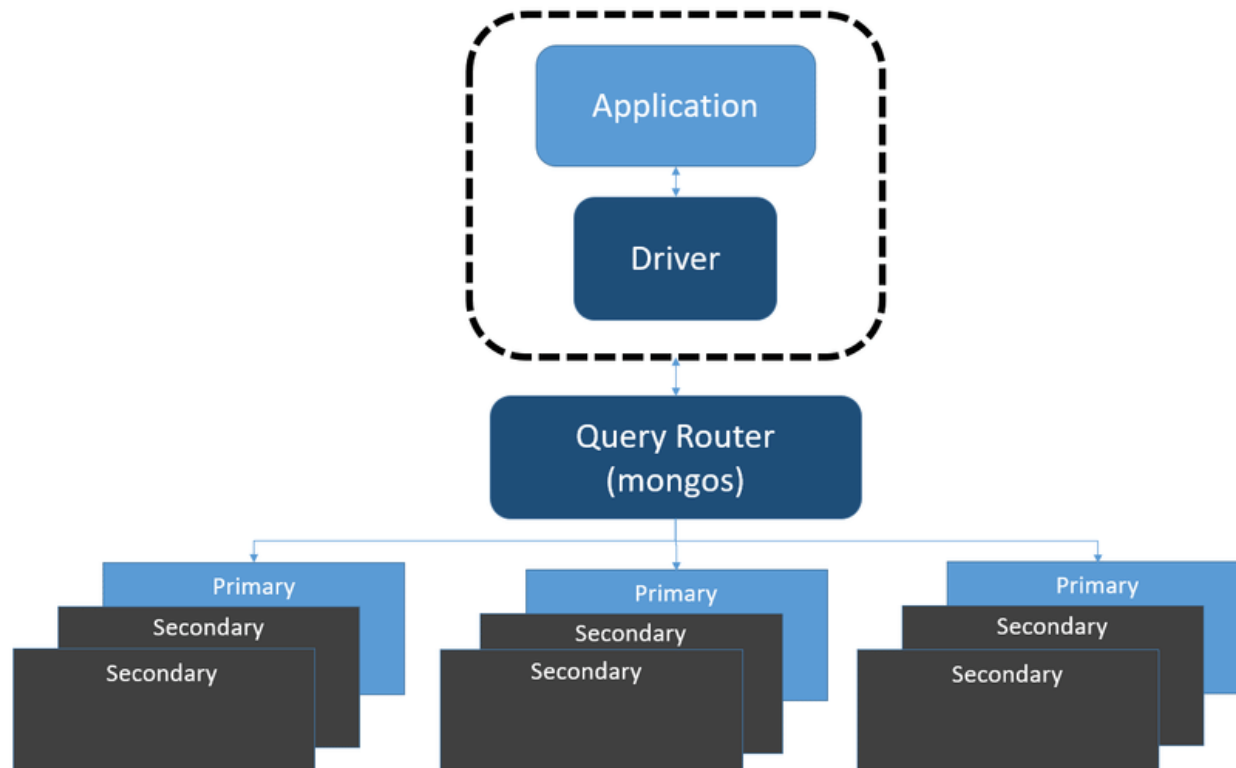 Application
Driver
Query Router
(mongos)
Primary
Secondary
Secondary
Primary
Secondary
Secondary
Primary
Secondary
Secondary